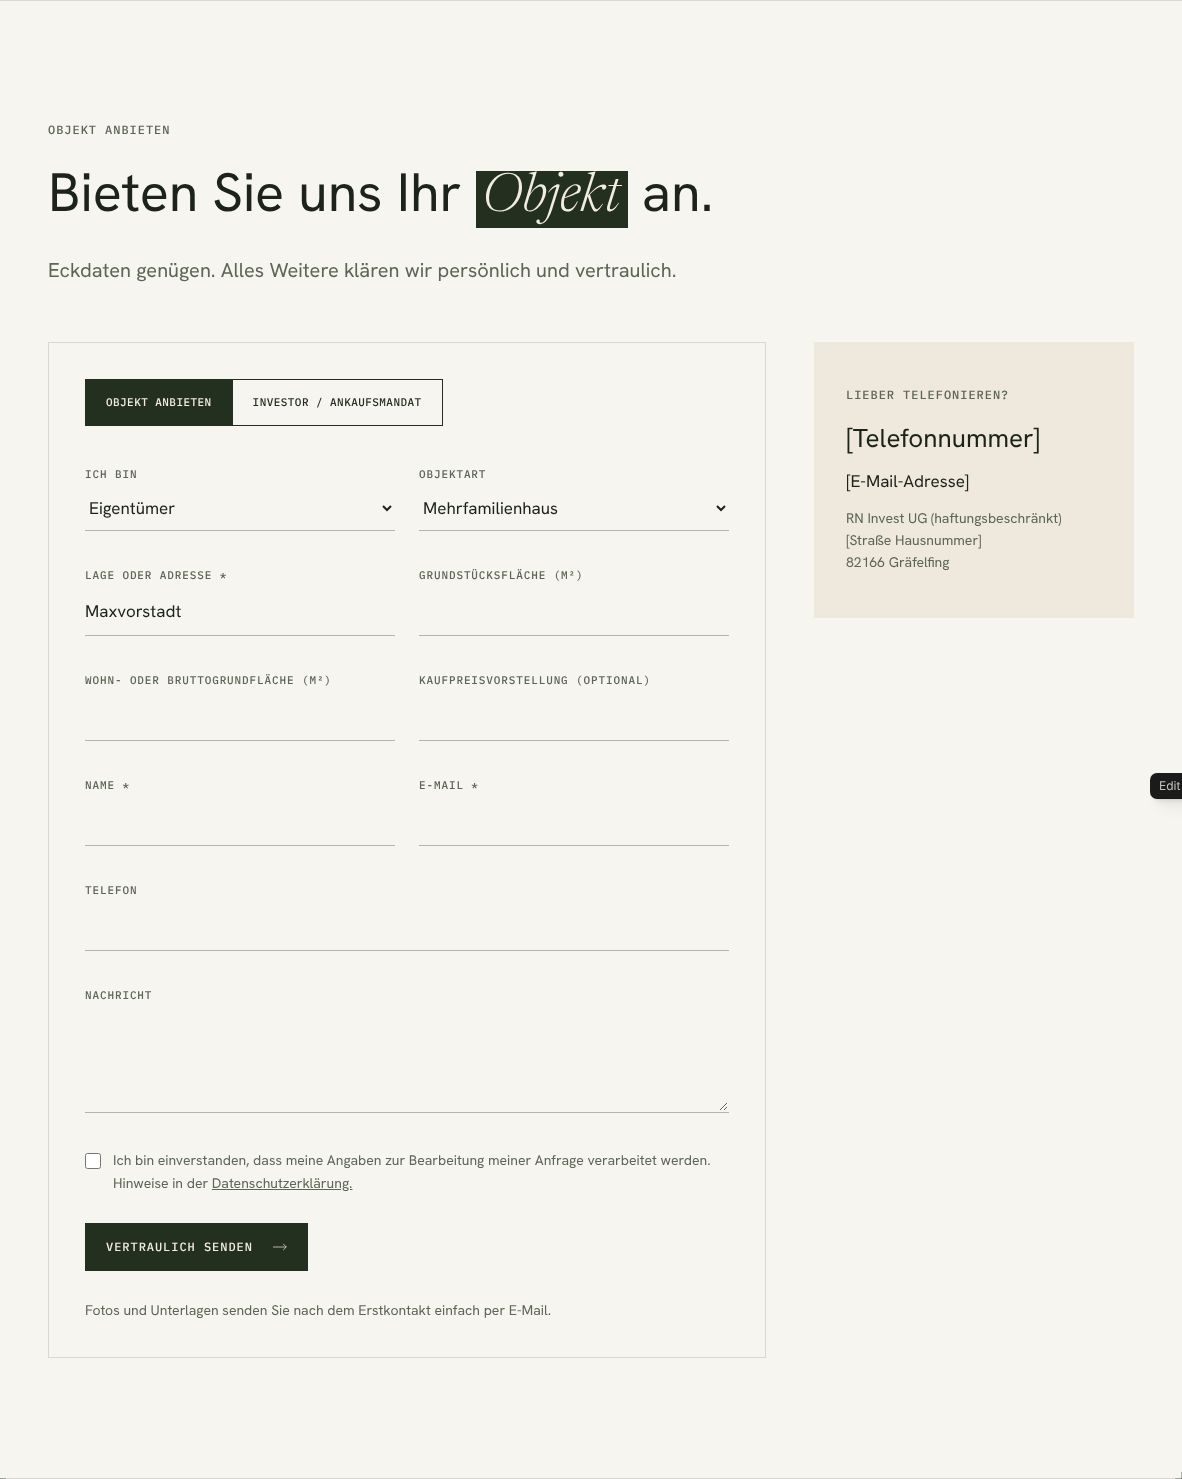 OBJEKT ANBIETEN
Bieten Sie uns Ihr Objekt an.
Eckdaten genügen. Alles Weitere klären wir persönlich und vertraulich.
OBJEKT ANBIETEN
INVESTOR / ANKAUFSMANDAT
ICH BIN
Eigentümer
OBJEKTART
Mehrfamilienhaus
LAGE ODER ADRESSE *
Maxvorstadt
GRUNDSTÜCKSFLÄCHE (M²)
WOHN- ODER BRUTTOGRUNDFLÄCHE (M²)
KAUFPREISVORSTELLUNG (OPTIONAL)
NAME *
E-MAIL *
TELEFON
NACHRICHT
Ich bin einverstanden, dass meine Angaben zur Bearbeitung meiner Anfrage verarbeitet werden.
Hinweise in der Datenschutzerklärung.
VERTRAULICH SENDEN →
Fotos und Unterlagen senden Sie nach dem Erstkontakt einfach per E-Mail.
LIEBER TELEFONIEREN?
[Telefonnummer]
[E-Mail-Adresse]
RN Invest UG (haftungsbeschränkt)
[Straße Hausnummer]
82166 Gräfelfing
Edit